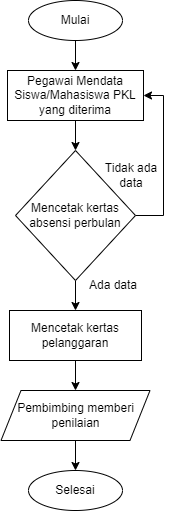 Mulai
Pegawai Mendata
Siswa/Mahasiswa PKL
yang diterima
Tidak ada
data
Mencetak kertas
absensi perbulan
Ada data
Mencetak kertas
pelanggaran
Pembimbing memberi
penilaian
Selesai